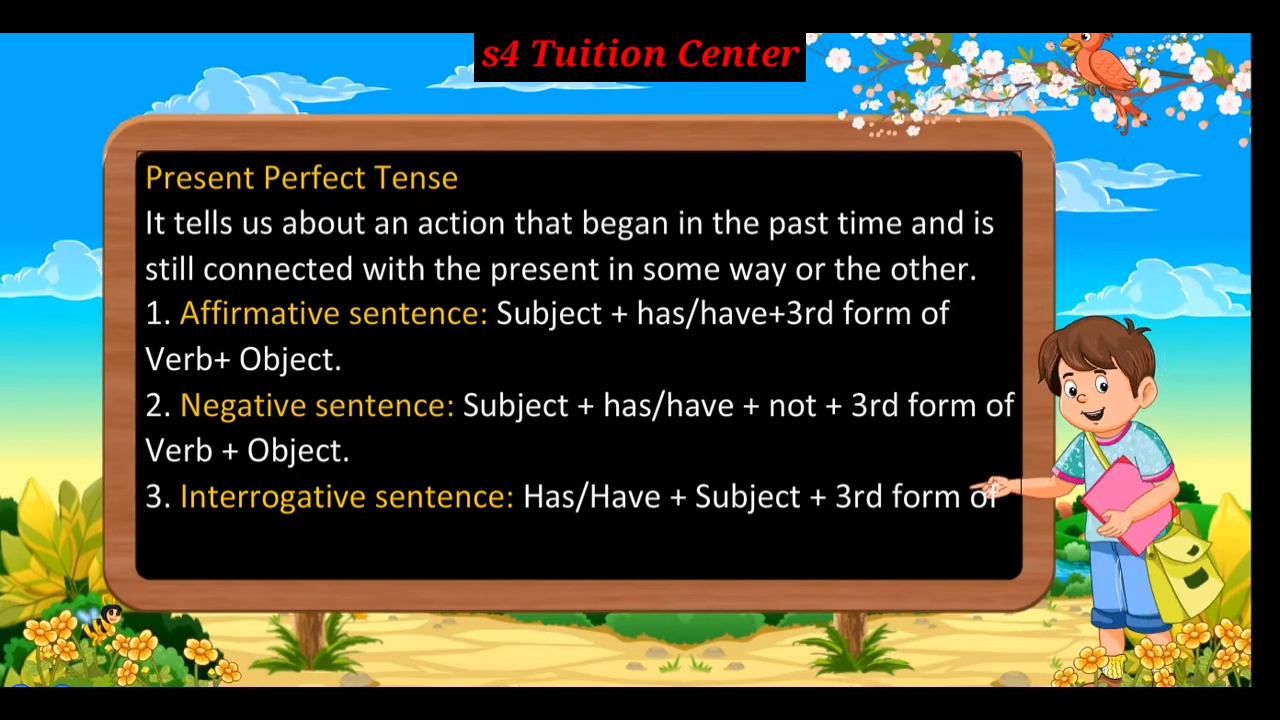 s4 Tuition Center
Present Perfect Tense
It tells us about an action that began in the past time and is
still connected with the present in some way or the other.
1. Affirmative sentence: Subject + has/have+3rd form of
Verb+ Object.
2. Negative sentence: Subject + has/have + not + 3rd form of
Verb + Object.
3. Interrogative sentence: Has/Have + Subject + 3rd form of